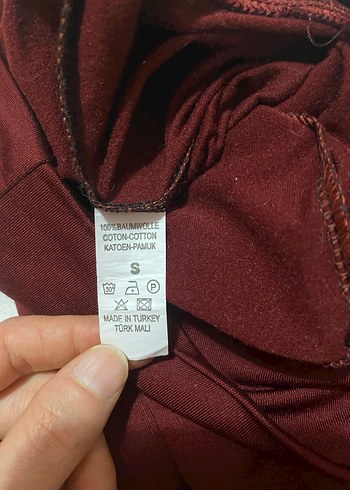 100%BAUMWOLLE
COTON-COTTON
KATOEN-PAMUK
S
30° P
MADE IN TURKEY
TÜRK MALI